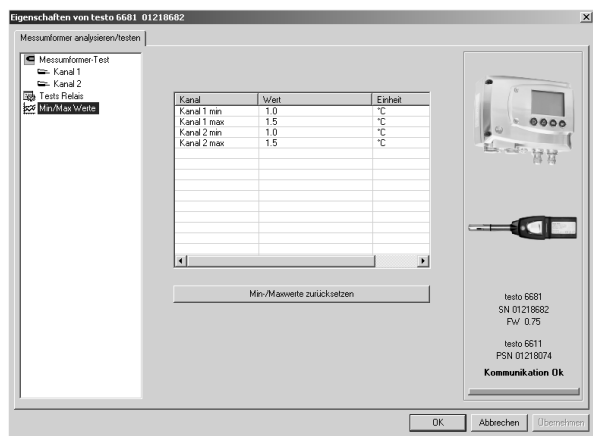 Eigenschaften von testo 6681 01218682
Messumformer analysieren/testen
Messumformer-Test
Kanal 1
Kanal 2
Tests Relais
Min/Max Werte
Kanal Wert Einheit
Kanal 1 min 1.0 °C
Kanal 1 max 1.5 °C
Kanal 2 min 1.0 °C
Kanal 2 max 1.5 °C
Min-/Maxwerte zurücksetzen
testo 6681
SN 01218682
FW 0.75
testo 6611
PSN 01218074
Kommunikation Ok
OK Abbrechen Übernehmen